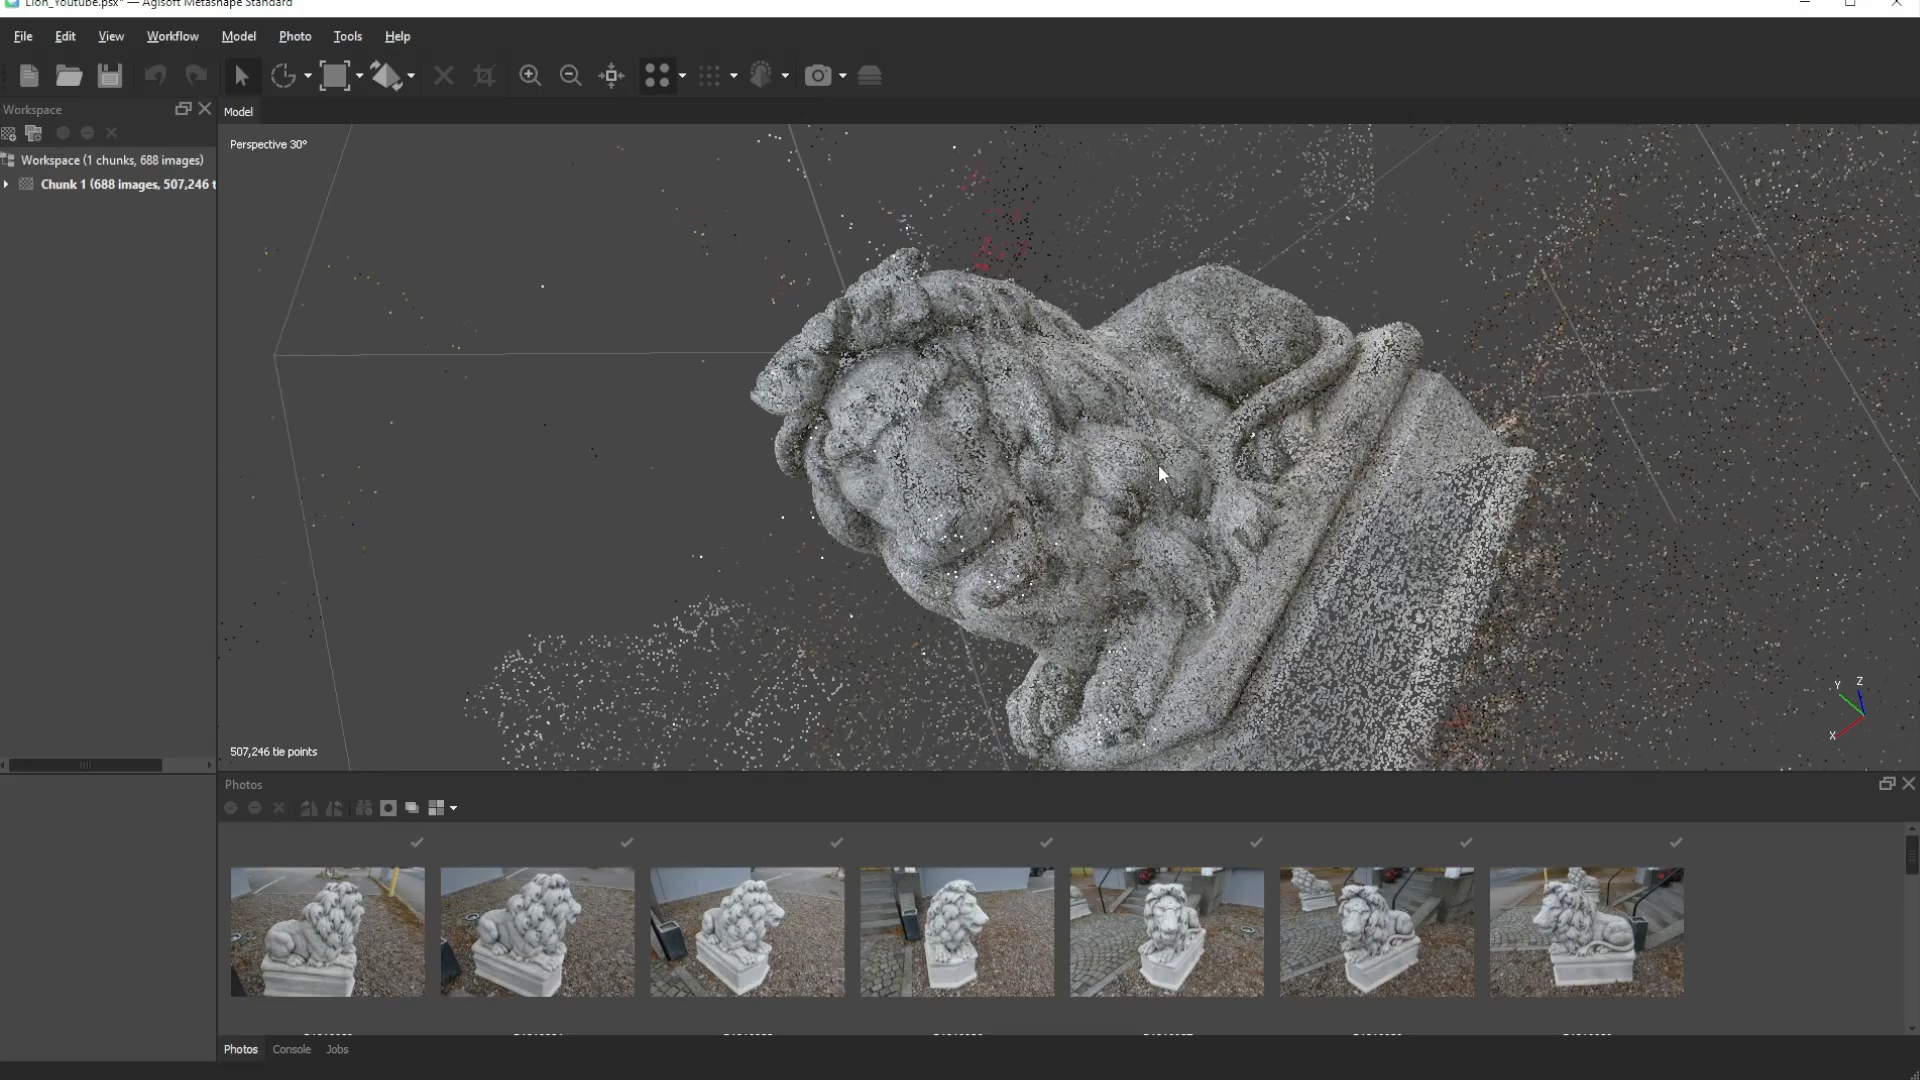 Lion_Youtube.psx* — Agisoft Metashape Standard
File Edit View Workflow Model Photo Tools Help
Workspace
Model
Workspace (1 chunks, 688 images)
Chunk 1 (688 images, 507,246 t
Perspective 30°
Y Z
X
507,246 tie points
Photos
Photos Console Jobs